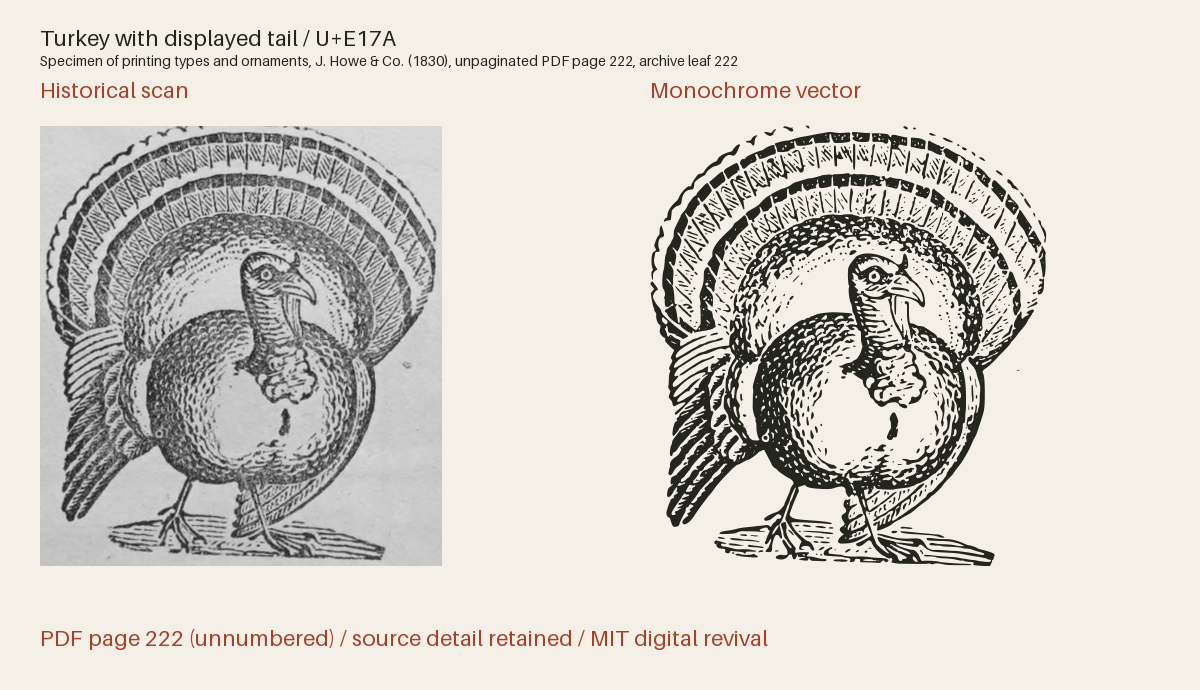 Turkey with displayed tail / U+E17A
Specimen of printing types and ornaments, J. Howe & Co. (1830), unpaginated PDF page 222, archive leaf 222
Historical scan
Monochrome vector
PDF page 222 (unnumbered) / source detail retained / MIT digital revival